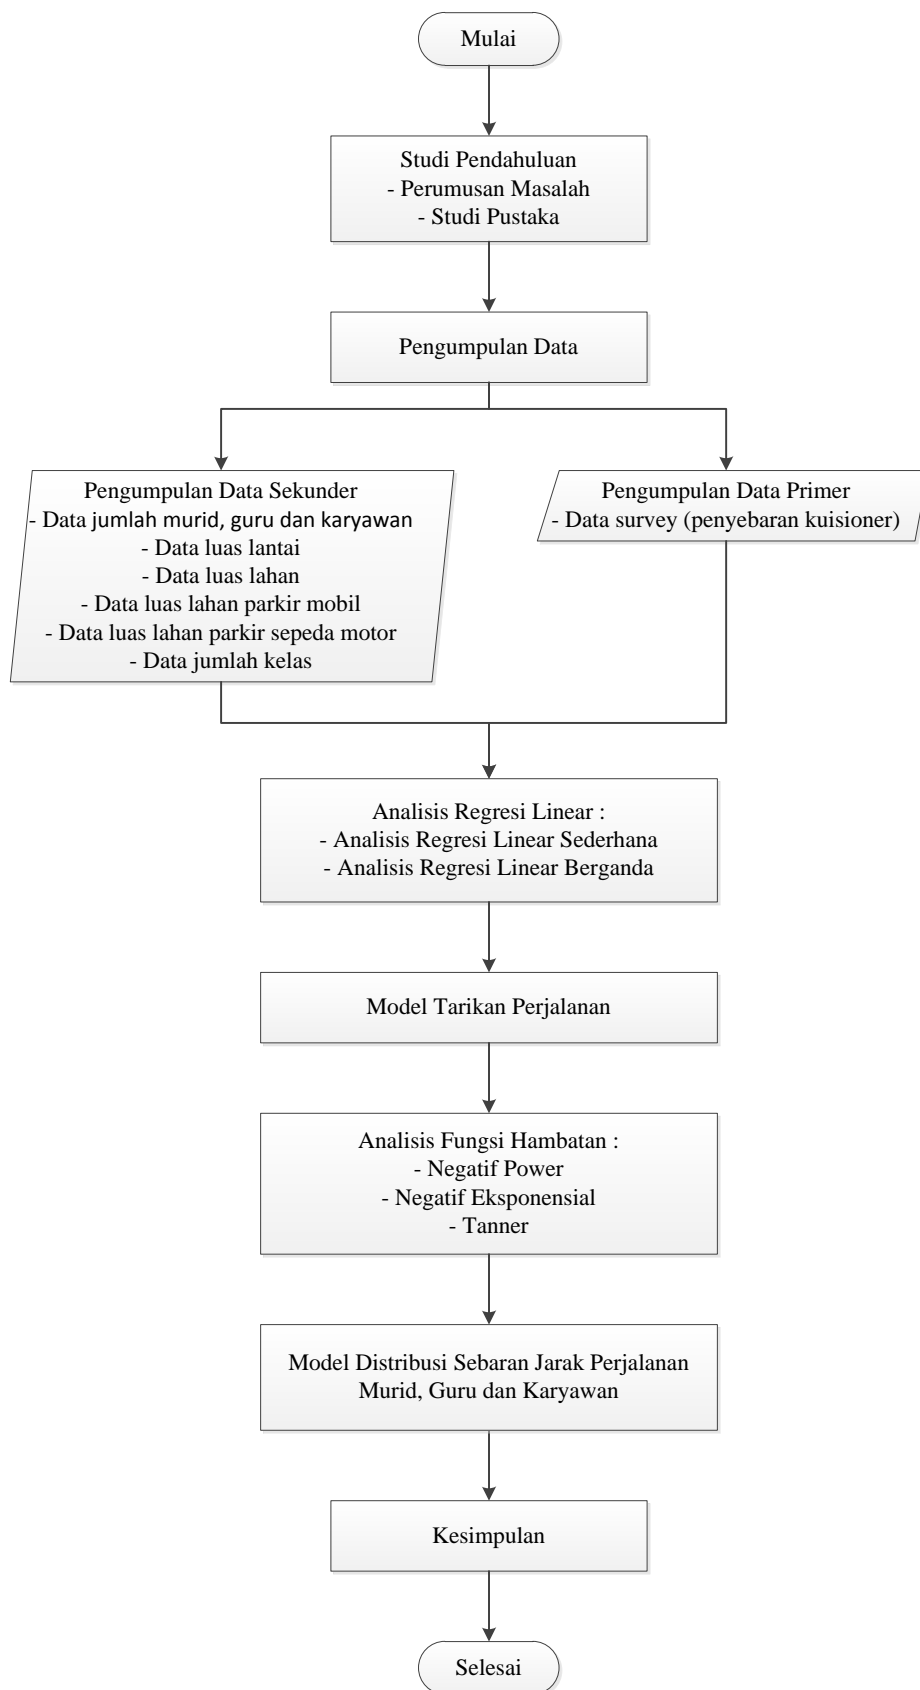 Mulai
Studi Pendahuluan
- Perumusan Masalah
- Studi Pustaka
Pengumpulan Data
Pengumpulan Data Sekunder
- Data jumlah murid, guru dan karyawan
- Data luas lantai
- Data luas lahan
- Data luas lahan parkir mobil
- Data luas lahan parkir sepeda motor
- Data jumlah kelas
Pengumpulan Data Primer
- Data survey (penyebaran kuisioner)
Analisis Regresi Linear :
- Analisis Regresi Linear Sederhana
- Analisis Regresi Linear Berganda
Model Tarikan Perjalanan
Analisis Fungsi Hambatan :
- Negatif Power
- Negatif Eksponensial
- Tanner
Model Distribusi Sebaran Jarak Perjalanan
Murid, Guru dan Karyawan
Kesimpulan
Selesai